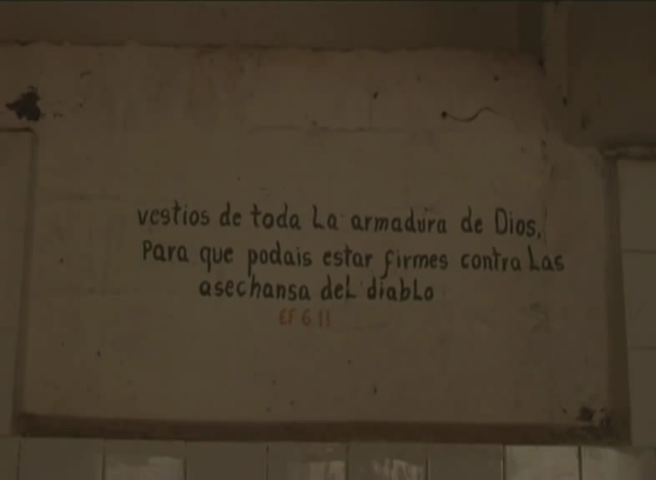 vestios de toda La armadura de Dios,
Para que podais estar firmes contra Las
asechansa del diablo
EF 6 11